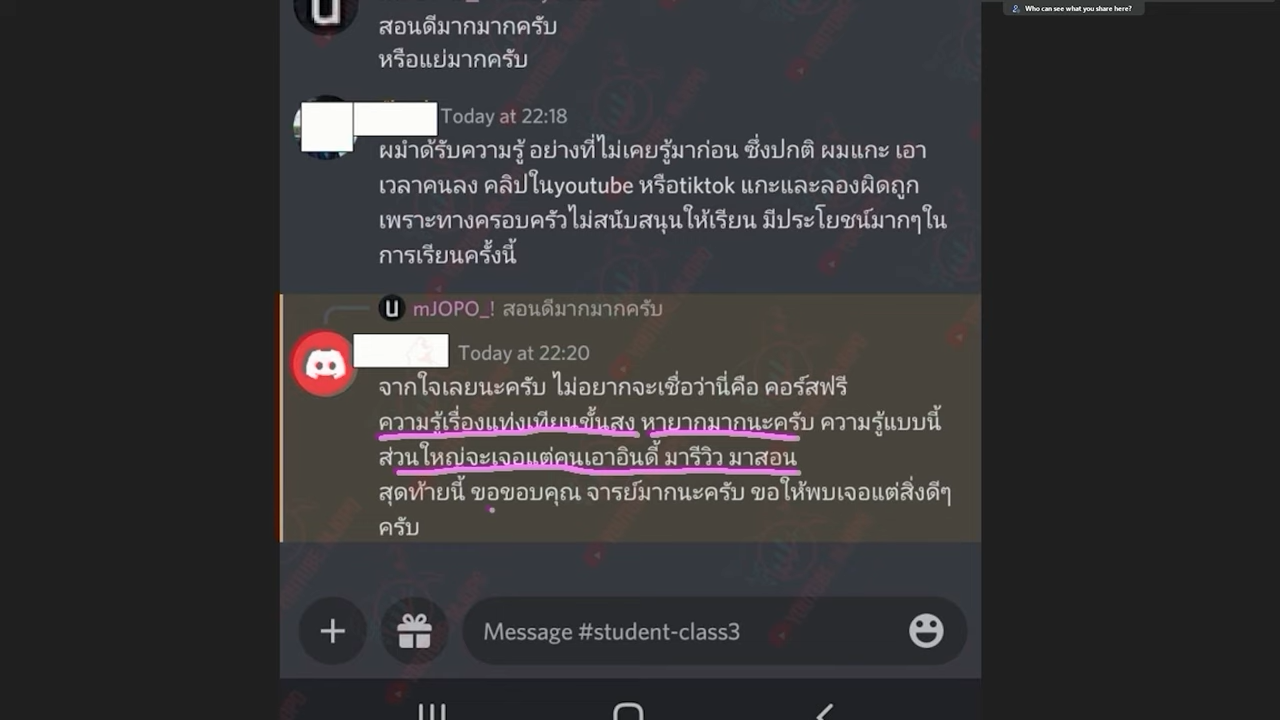 Who can see what you share here?
สอนดีมากมากครับ
หรือแย่มากครับ
Today at 22:18
ผมำด้รับความรู้ อย่างที่ไม่เคยรู้มาก่อน ซึ่งปกติ ผมแกะ เอา
เวลาคนลง คลิปในyoutube หรือtiktok แกะและลองผิดถูก
เพราะทางครอบครัวไม่สนับสนุนให้เรียน มีประโยชน์มากๆใน
การเรียนครั้งนี้
mJOPO_! สอนดีมากมากครับ
Today at 22:20
จากใจเลยนะครับ ไม่อยากจะเชื่อว่านี่คือ คอร์สฟรี
ความรู้เรื่องแท่งเทียนขั้นสูง หายากมากนะครับ ความรู้แบบนี้
ส่วนใหญ่จะเจอแต่คนเอาอินดี้ มารีวิว มาสอน
สุดท้ายนี้ ขอขอบคุณ จารย์มากนะครับ ขอให้พบเจอแต่สิ่งดีๆ
ครับ
Message #student-class3